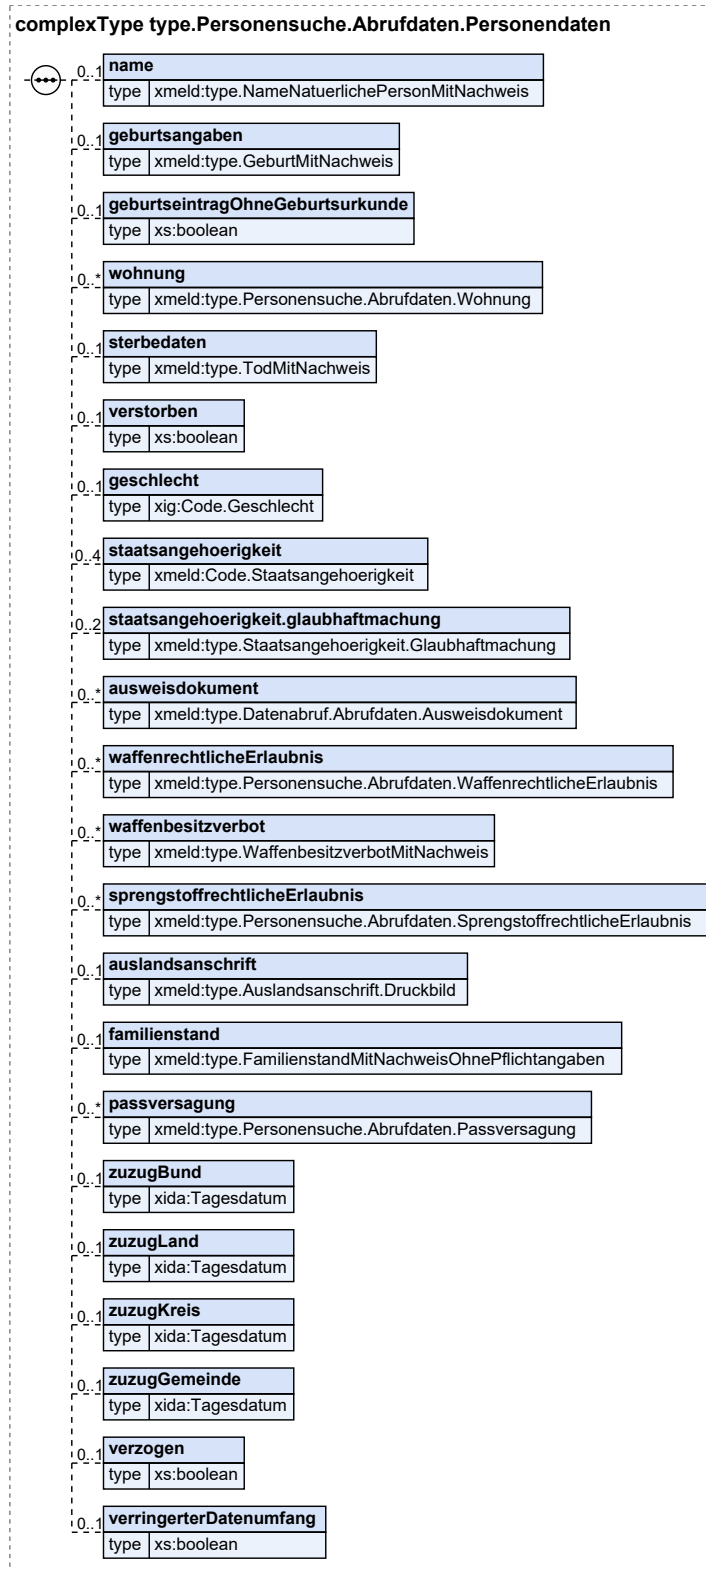 complexType type.Personensuche.Abrufdaten.Personendaten
0..1 name
type xmeld:type.NameNatuerlichePersonMitNachweis
0..1 geburtsangaben
type xmeld:type.GeburtMitNachweis
0..1 geburtseintragOhneGeburtsurkunde
type xs:boolean
0..* wohnung
type xmeld:type.Personensuche.Abrufdaten.Wohnung
0..1 sterbedaten
type xmeld:type.TodMitNachweis
0..1 verstorben
type xs:boolean
0..1 geschlecht
type xig:Code.Geschlecht
0..4 staatsangehoerigkeit
type xmeld:Code.Staatsangehoerigkeit
0..2 staatsangehoerigkeit.glaubhaftmachung
type xmeld:type.Staatsangehoerigkeit.Glaubhaftmachung
0..* ausweisdokument
type xmeld:type.Datenabruf.Abrufdaten.Ausweisdokument
0..* waffenrechtlicheErlaubnis
type xmeld:type.Personensuche.Abrufdaten.WaffenrechtlicheErlaubnis
0..* waffenbesitzverbot
type xmeld:type.WaffenbesitzverbotMitNachweis
0..* sprengstoffrechtlicheErlaubnis
type xmeld:type.Personensuche.Abrufdaten.SprengstoffrechtlicheErlaubnis
0..1 auslandsanschrift
type xmeld:type.Auslandsanschrift.Druckbild
0..1 familienstand
type xmeld:type.FamilienstandMitNachweisOhnePflichtangaben
0..* passversagung
type xmeld:type.Personensuche.Abrufdaten.Passversagung
0..1 zuzugBund
type xida:Tagesdatum
0..1 zuzugLand
type xida:Tagesdatum
0..1 zuzugKreis
type xida:Tagesdatum
0..1 zuzugGemeinde
type xida:Tagesdatum
0..1 verzogen
type xs:boolean
0..1 verringerterDatenumfang
type xs:boolean